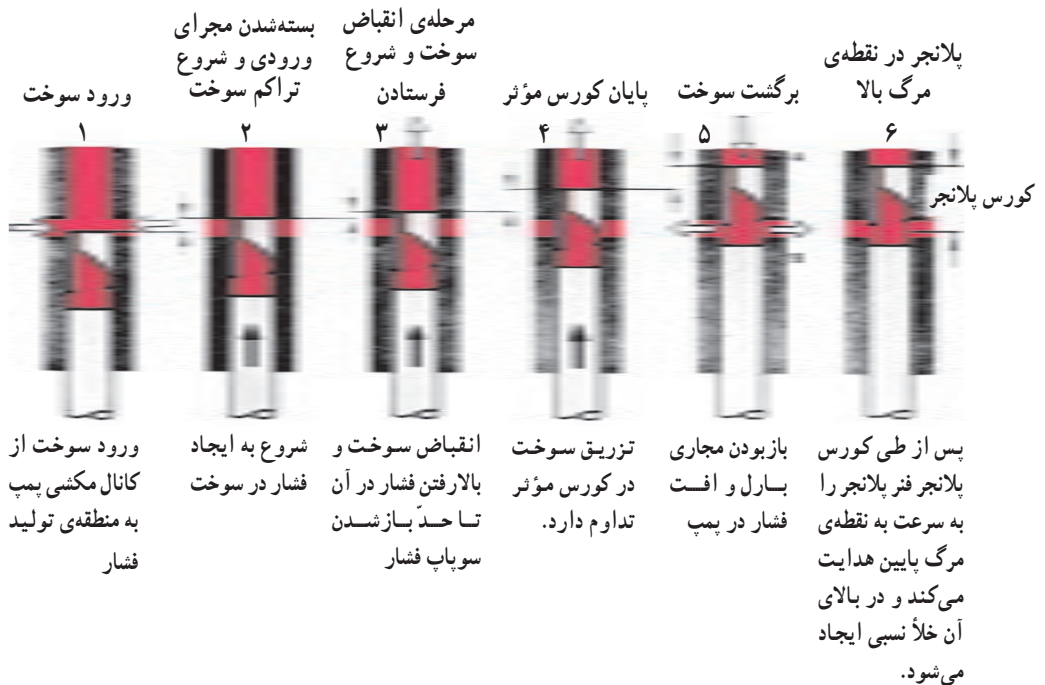 ورود سوخت
۱
بسته‌شدن مجرای
ورودی و شروع
تراکم سوخت
۲
مرحله‌ی انقباض
سوخت و شروع
فرستادن
۳
پایان کورس مؤثر
۴
برگشت سوخت
۵
پلانجر در نقطه‌ی
مرگ بالا
۶
کورس پلانجر
ورود سوخت از
کانال مکشی پمپ
به منطقه‌ی تولید
فشار
شروع به ایجاد
فشار در سوخت
انقباض سوخت و
بالارفتن فشار در آن
تا حدّ بازشدن
سوپاپ فشار
تزریق سوخت
در کورس مؤثر
تداوم دارد.
بازبودن مجاری
بارل و افت
فشار در پمپ
پس از طی کورس
پلانجر فنر پلانجر را
به سرعت به نقطه‌ی
مرگ پایین هدایت
می‌کند و در بالای
آن خلأ نسبی ایجاد
می‌شود.